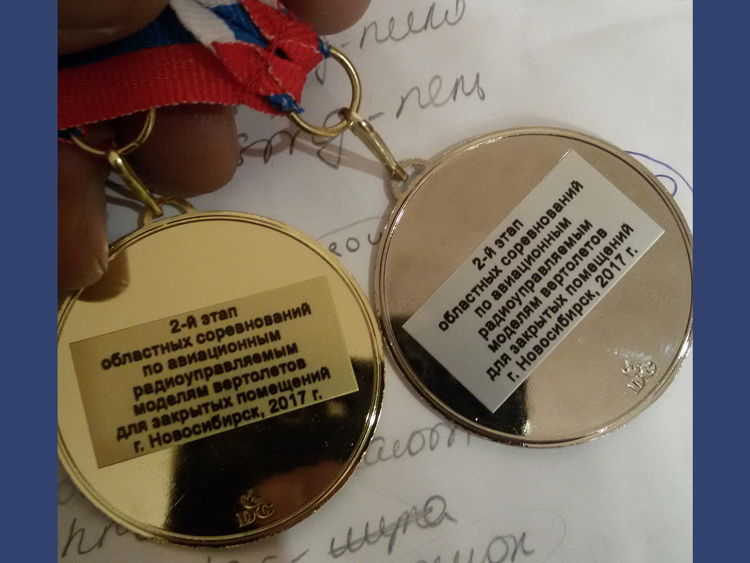 -пень
2-й этап
областных соревнований
по авиационным
радиоуправляемым
моделям вертолетов
для закрытых помещений
г. Новосибирск, 2017 г.
2-й этап
областных соревнований
по авиационным
радиоуправляемым
моделям вертолетов
для закрытых помещений
г. Новосибирск, 2017 г.